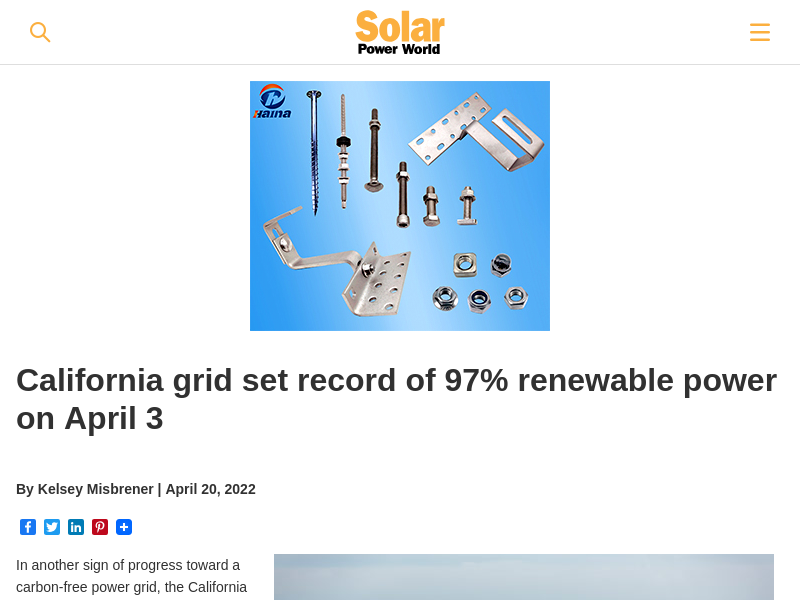 Solar
Power World
Haina
California grid set record of 97% renewable power
on April 3
By Kelsey Misbrener | April 20, 2022
In another sign of progress toward a
carbon-free power grid, the California